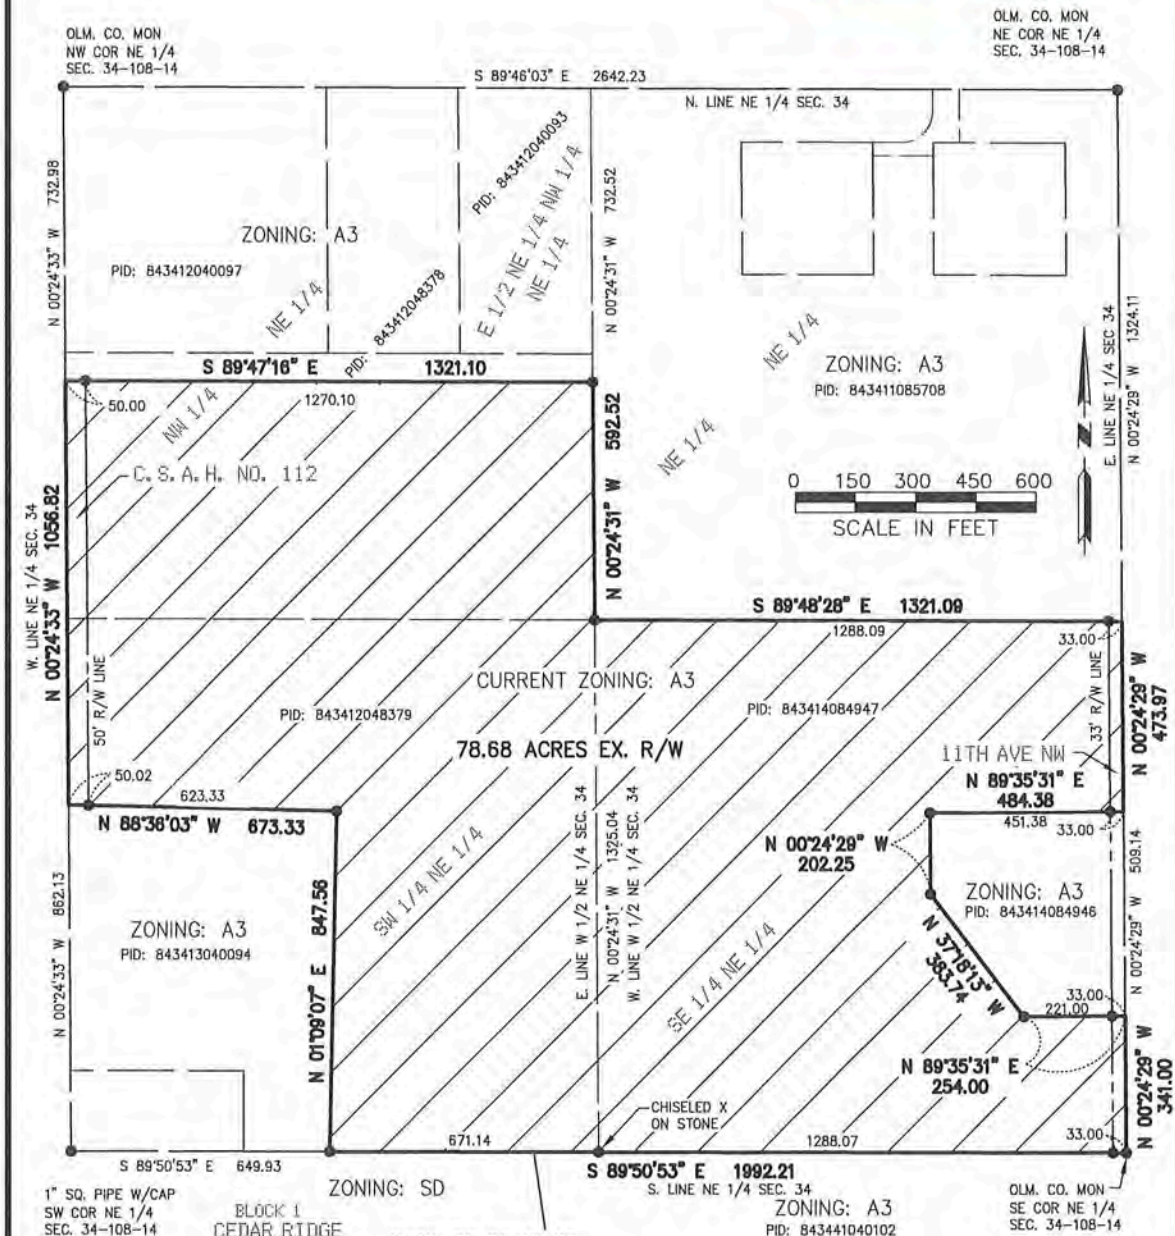 OLM. CO. MON
NW COR NE 1/4
SEC. 34-108-14
OLM. CO. MON
NE COR NE 1/4
SEC. 34-108-14
S 89°46'03" E 2642.23
N. LINE NE 1/4 SEC. 34
N 00°24'33" W 732.98
ZONING: A3
PID: 843412040097
NE 1/4
PID: 843412048378
PID: 843412040093
E 1/2 NE 1/4 NW 1/4
NE 1/4
N 00°24'31" W 732.52
NE 1/4
ZONING: A3
PID: 843411085708
NE 1/4
E. LINE NE 1/4 SEC 34
N 00°24'29" W 1324.11
N
S 89°47'16" E 1321.10
50.00
1270.10
NW 1/4
C. S. A. H. NO. 112
N 00°24'31" W 592.52
0 150 300 450 600
SCALE IN FEET
W. LINE NE 1/4 SEC. 34
N 00°24'33" W 1056.82
50' R/W LINE
S 89°48'28" E 1321.09
1288.09
33.00
33' R/W LINE
N 00°24'29" W
473.97
CURRENT ZONING: A3
PID: 843412048379
PID: 843414084947
78.68 ACRES EX. R/W
11TH AVE NW
N 89°35'31" E
484.38
451.38
33.00
50.02
623.33
N 88°36'03" W 673.33
N 00°24'29" W
202.25
E. LINE W 1/2 NE 1/4 SEC. 34
N 00°24'31" W 1325.04
W. LINE W 1/2 NE 1/4 SEC. 34
SW 1/4 NE 1/4
SE 1/4 NE 1/4
N 00°24'33" W 862.13
ZONING: A3
PID: 843413040094
N 01°09'07" E 847.56
ZONING: A3
PID: 843414084946
N 00°24'29" W 509.14
N 37°18'13" W
383.74
33.00
221.00
N 89°35'31" E
254.00
N 00°24'29" W
341.00
CHISELED X
ON STONE
671.14
1288.07
33.00
S 89°50'53" E 649.93
S 89°50'53" E 1992.21
S. LINE NE 1/4 SEC. 34
1" SQ. PIPE W/CAP
SW COR NE 1/4
SEC. 34-108-14
BLOCK 1
CEDAR RIDGE
ZONING: SD
ZONING: A3
PID: 843441040102
OLM. CO. MON
SE COR NE 1/4
SEC. 34-108-14